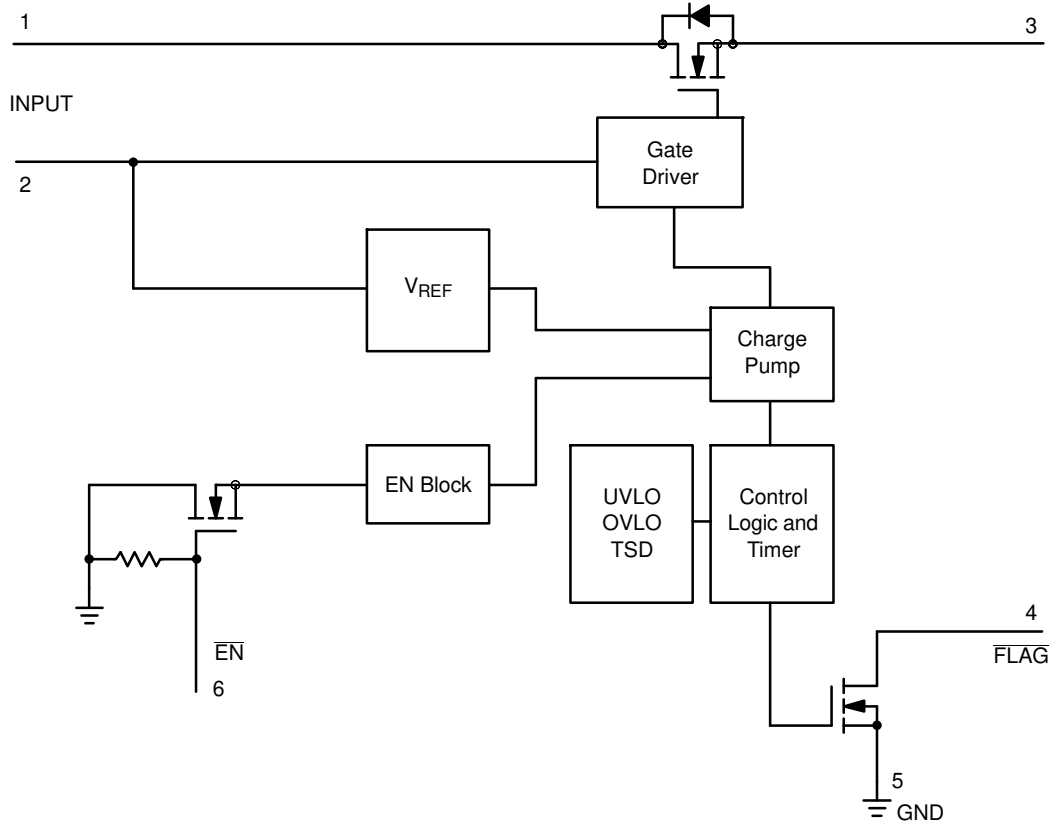 1
3
INPUT
2
Gate
Driver
VREF
Charge
Pump
EN Block
UVLO
OVLO
TSD
Control
Logic and
Timer
EN
6
4
FLAG
5
GND